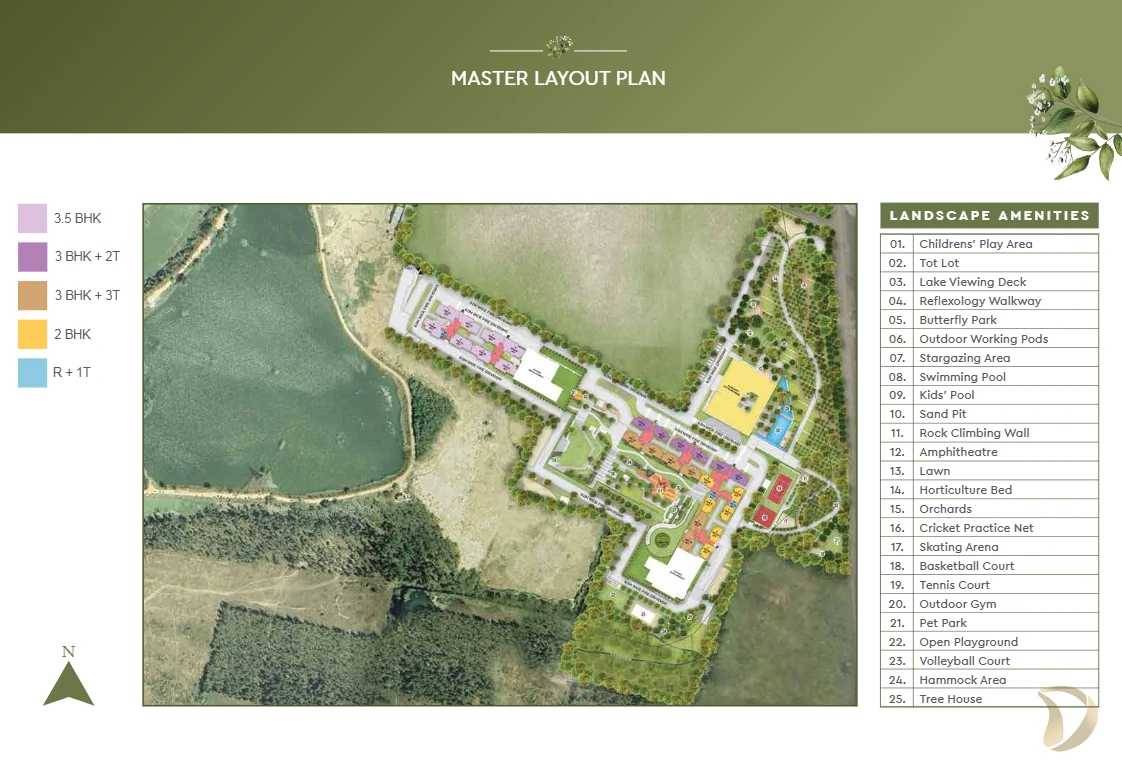 MASTER LAYOUT PLAN
3.5 BHK
3 BHK + 2T
3 BHK + 3T
2 BHK
R + 1T
N
LANDSCAPE AMENITIES
01. Childrens' Play Area
02. Tot Lot
03. Lake Viewing Deck
04. Reflexology Walkway
05. Butterfly Park
06. Outdoor Working Pods
07. Stargazing Area
08. Swimming Pool
09. Kids' Pool
10. Sand Pit
11. Rock Climbing Wall
12. Amphitheatre
13. Lawn
14. Horticulture Bed
15. Orchards
16. Cricket Practice Net
17. Skating Arena
18. Basketball Court
19. Tennis Court
20. Outdoor Gym
21. Pet Park
22. Open Playground
23. Volleyball Court
24. Hammock Area
25. Tree House